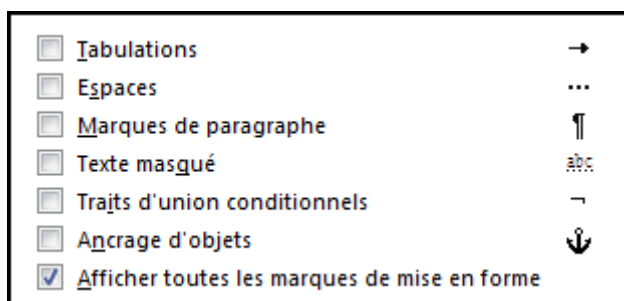 Tabulations →
Espaces ...
Marques de paragraphe ¶
Texte masqué abc
Traits d'union conditionnels ¬
Ancrage d'objets ⚓
Afficher toutes les marques de mise en forme